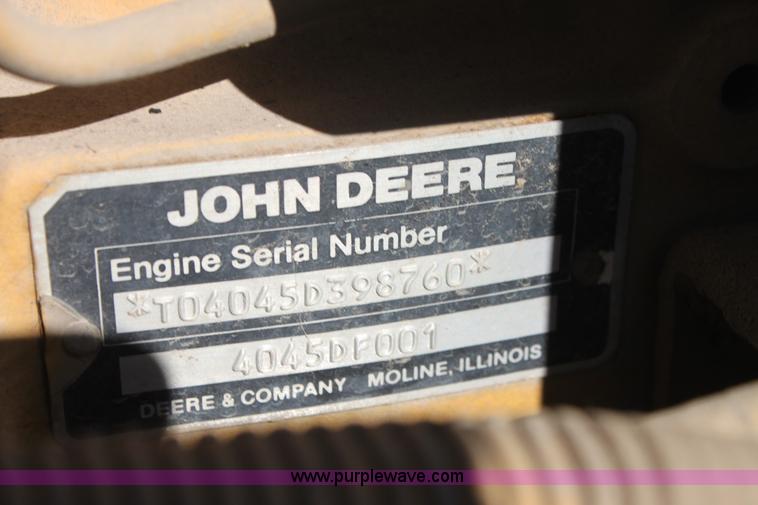 JOHN DEERE
Engine Serial Number
*T04045D398760*
4045DF001
DEERE & COMPANY MOLINE, ILLINOIS
www.purplewave.com